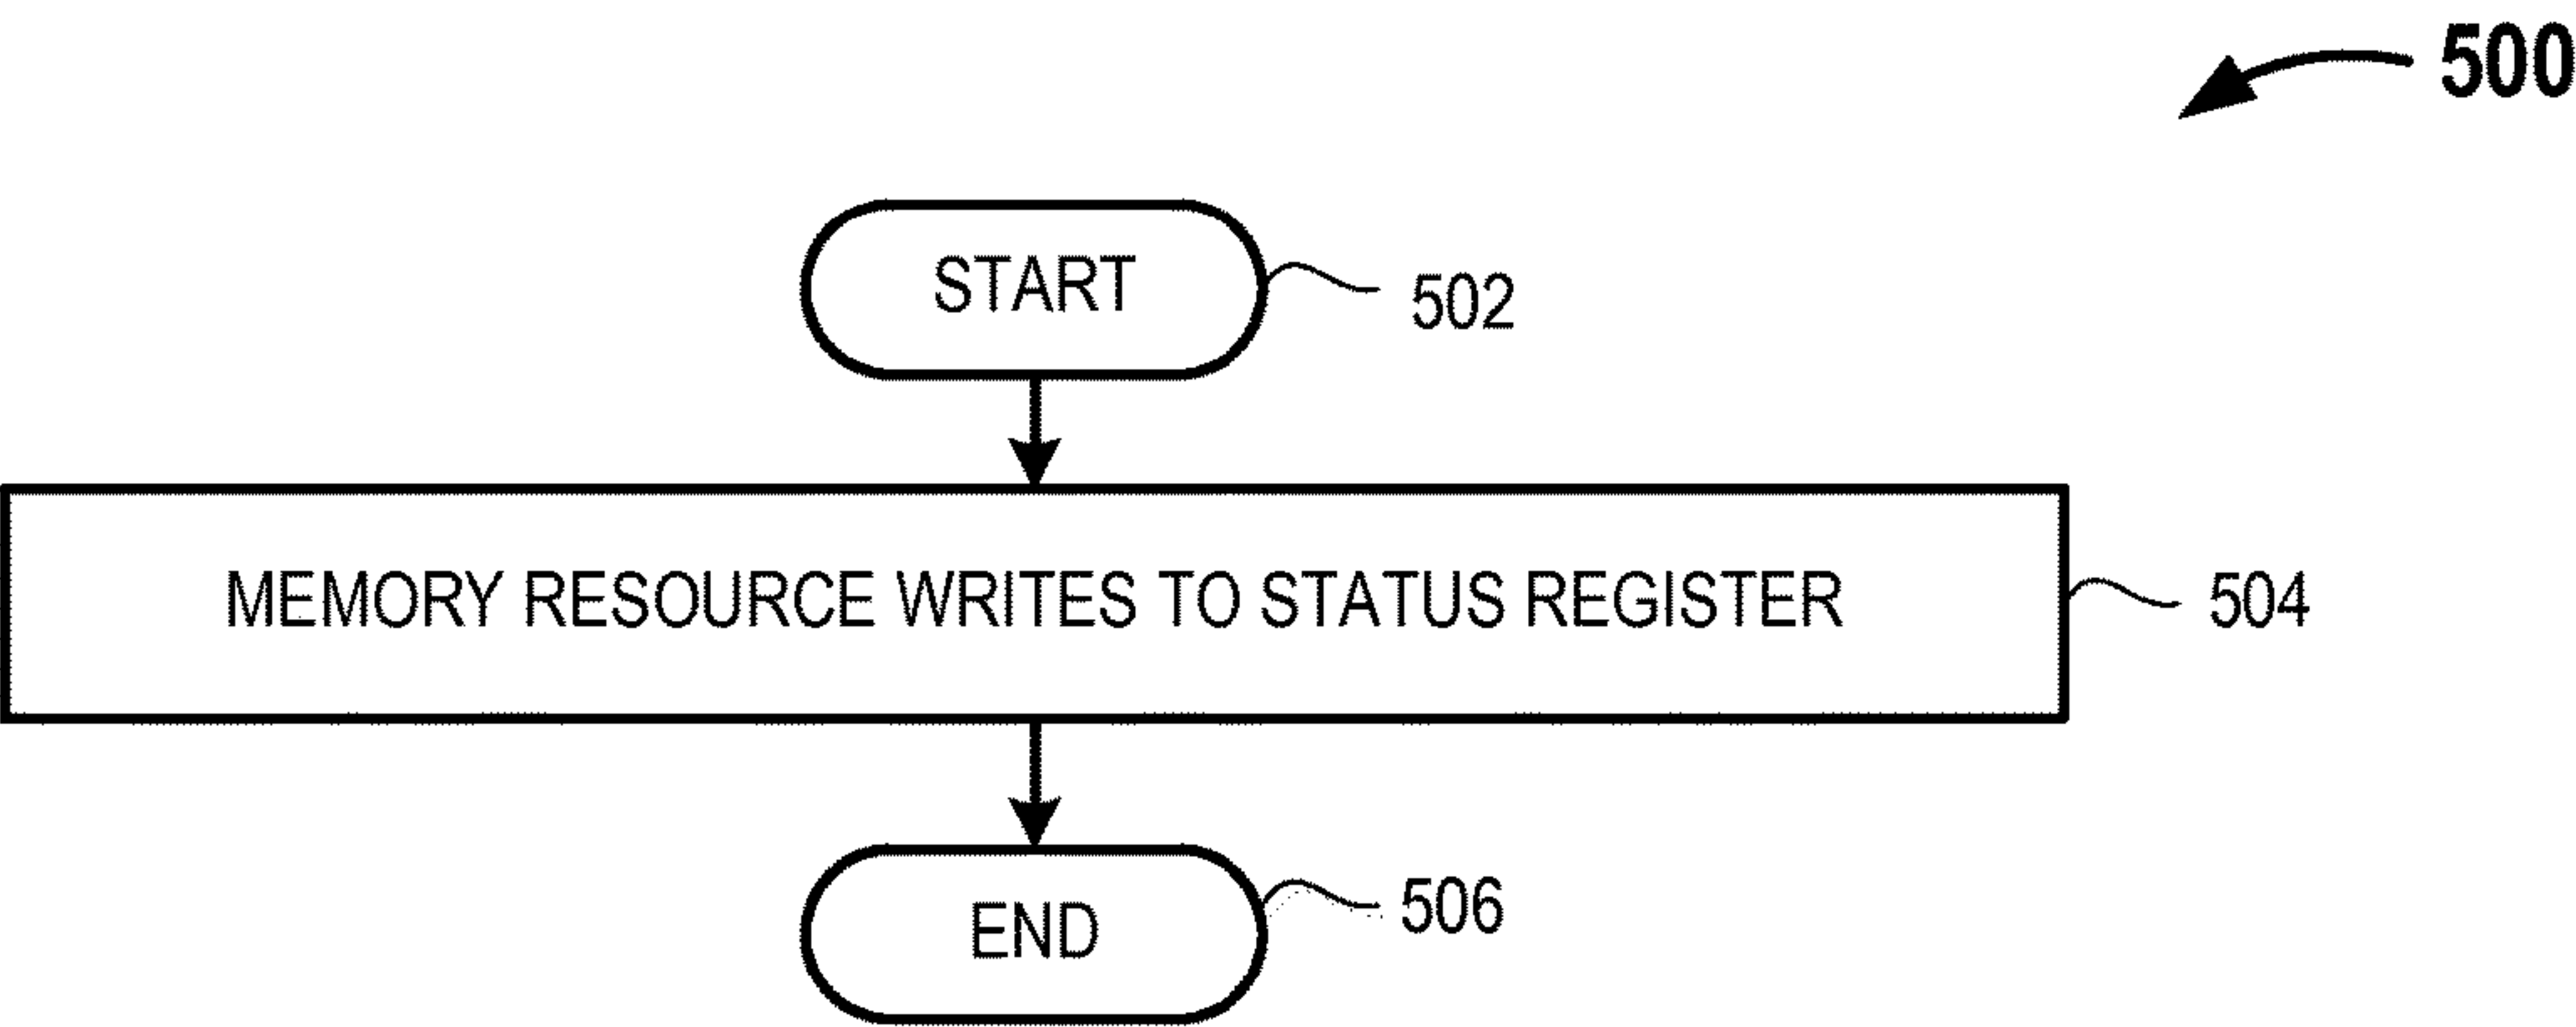 500
START
502
MEMORY RESOURCE WRITES TO STATUS REGISTER
504
END
506